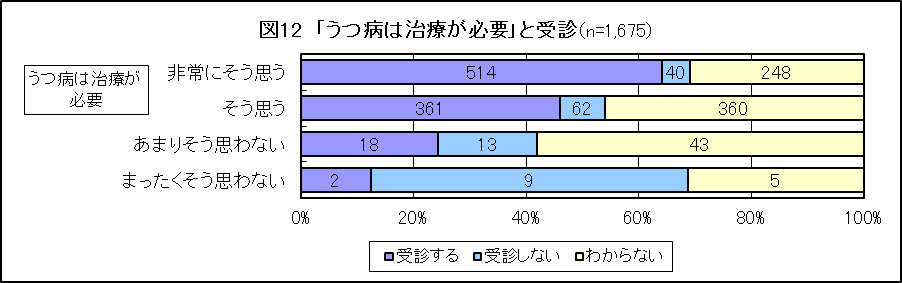 図12 「うつ病は治療が必要」と受診(n=1,675)
うつ病は治療が
必要
非常にそう思う 514 40 248
そう思う 361 62 360
あまりそう思わない 18 13 43
まったくそう思わない 2 9 5
0% 20% 40% 60% 80% 100%
受診する 受診しない わからない